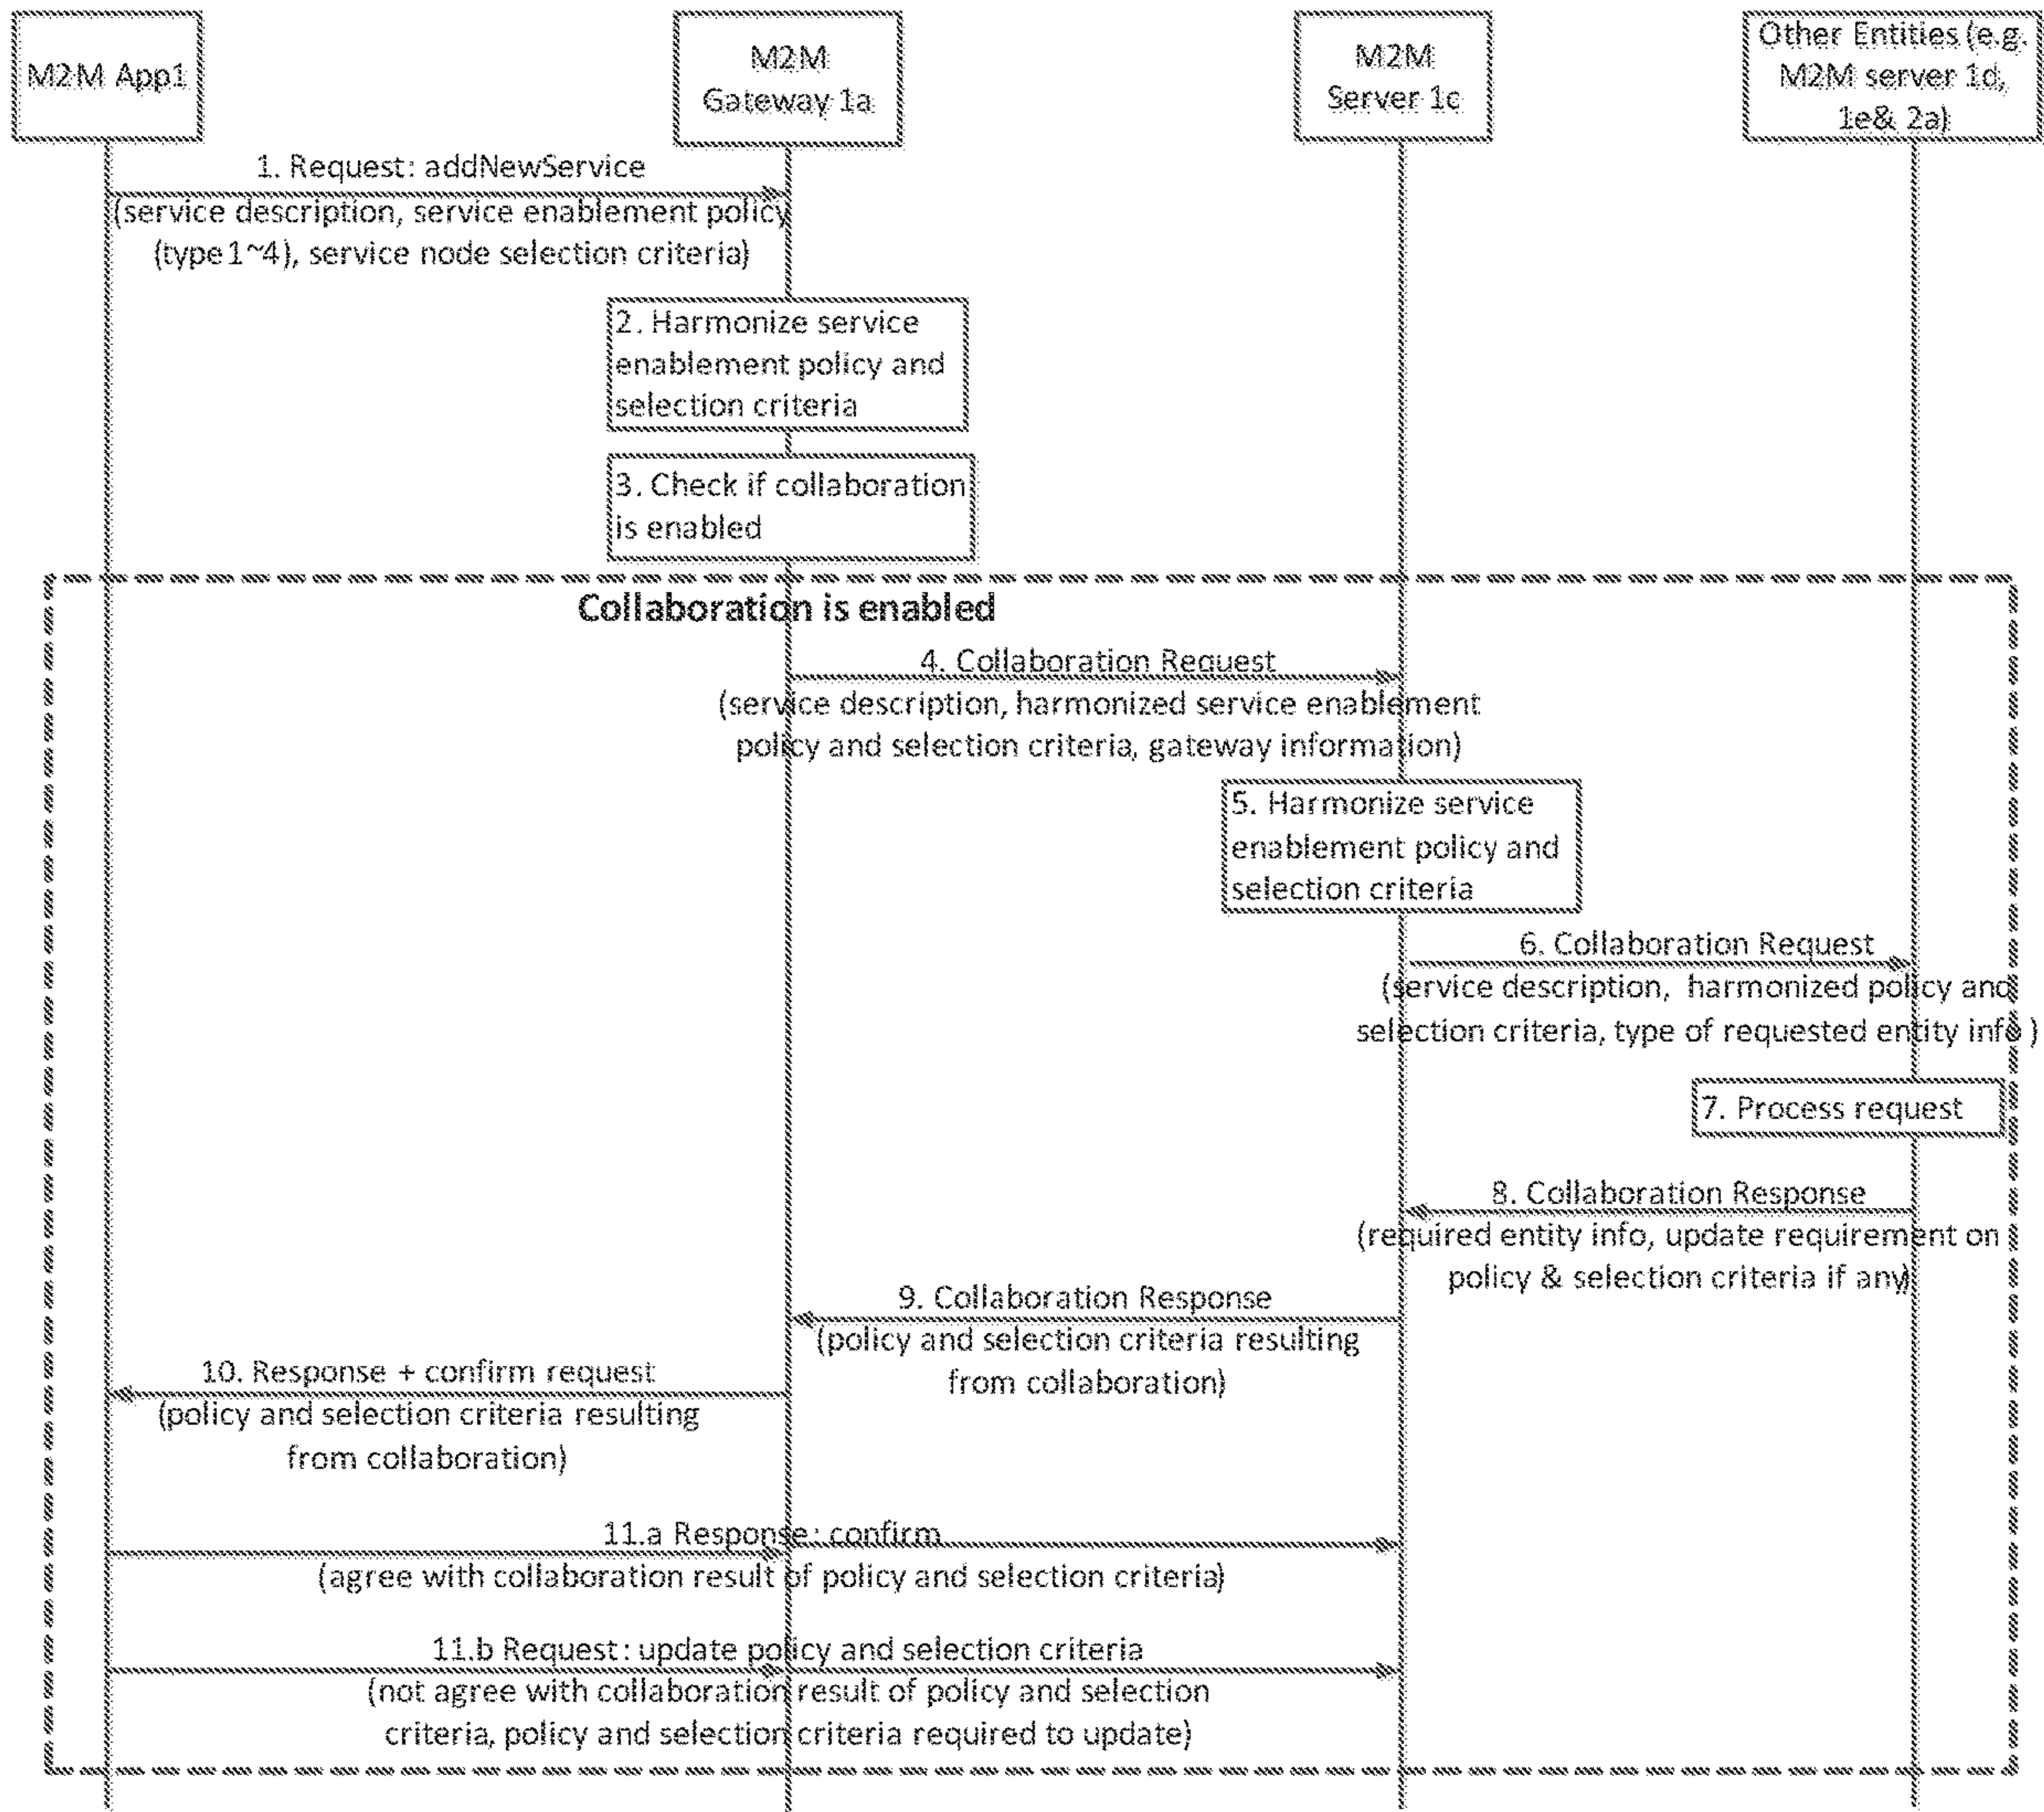 M2M App1
M2M
Gateway 1a
M2M
Server 1c
Other Entities (e.g.
M2M server 1d,
1e& 2a)
1. Request: addNewService
(service description, service enablement policy
(type 1~4), service node selection criteria)
2. Harmonize service
enablement policy and
selection criteria
3. Check if collaboration
is enabled
Collaboration is enabled
4. Collaboration Request
(service description, harmonized service enablement
policy and selection criteria, gateway information)
5. Harmonize service
enablement policy and
selection criteria
6. Collaboration Request
(service description, harmonized policy and
selection criteria, type of requested entity info )
7. Process request
8. Collaboration Response
(required entity info, update requirement on
policy & selection criteria if any)
9. Collaboration Response
(policy and selection criteria resulting
from collaboration)
10. Response + confirm request
(policy and selection criteria resulting
from collaboration)
11.a Response: confirm
(agree with collaboration result of policy and selection criteria)
11.b Request: update policy and selection criteria
(not agree with collaboration result of policy and selection
criteria, policy and selection criteria required to update)